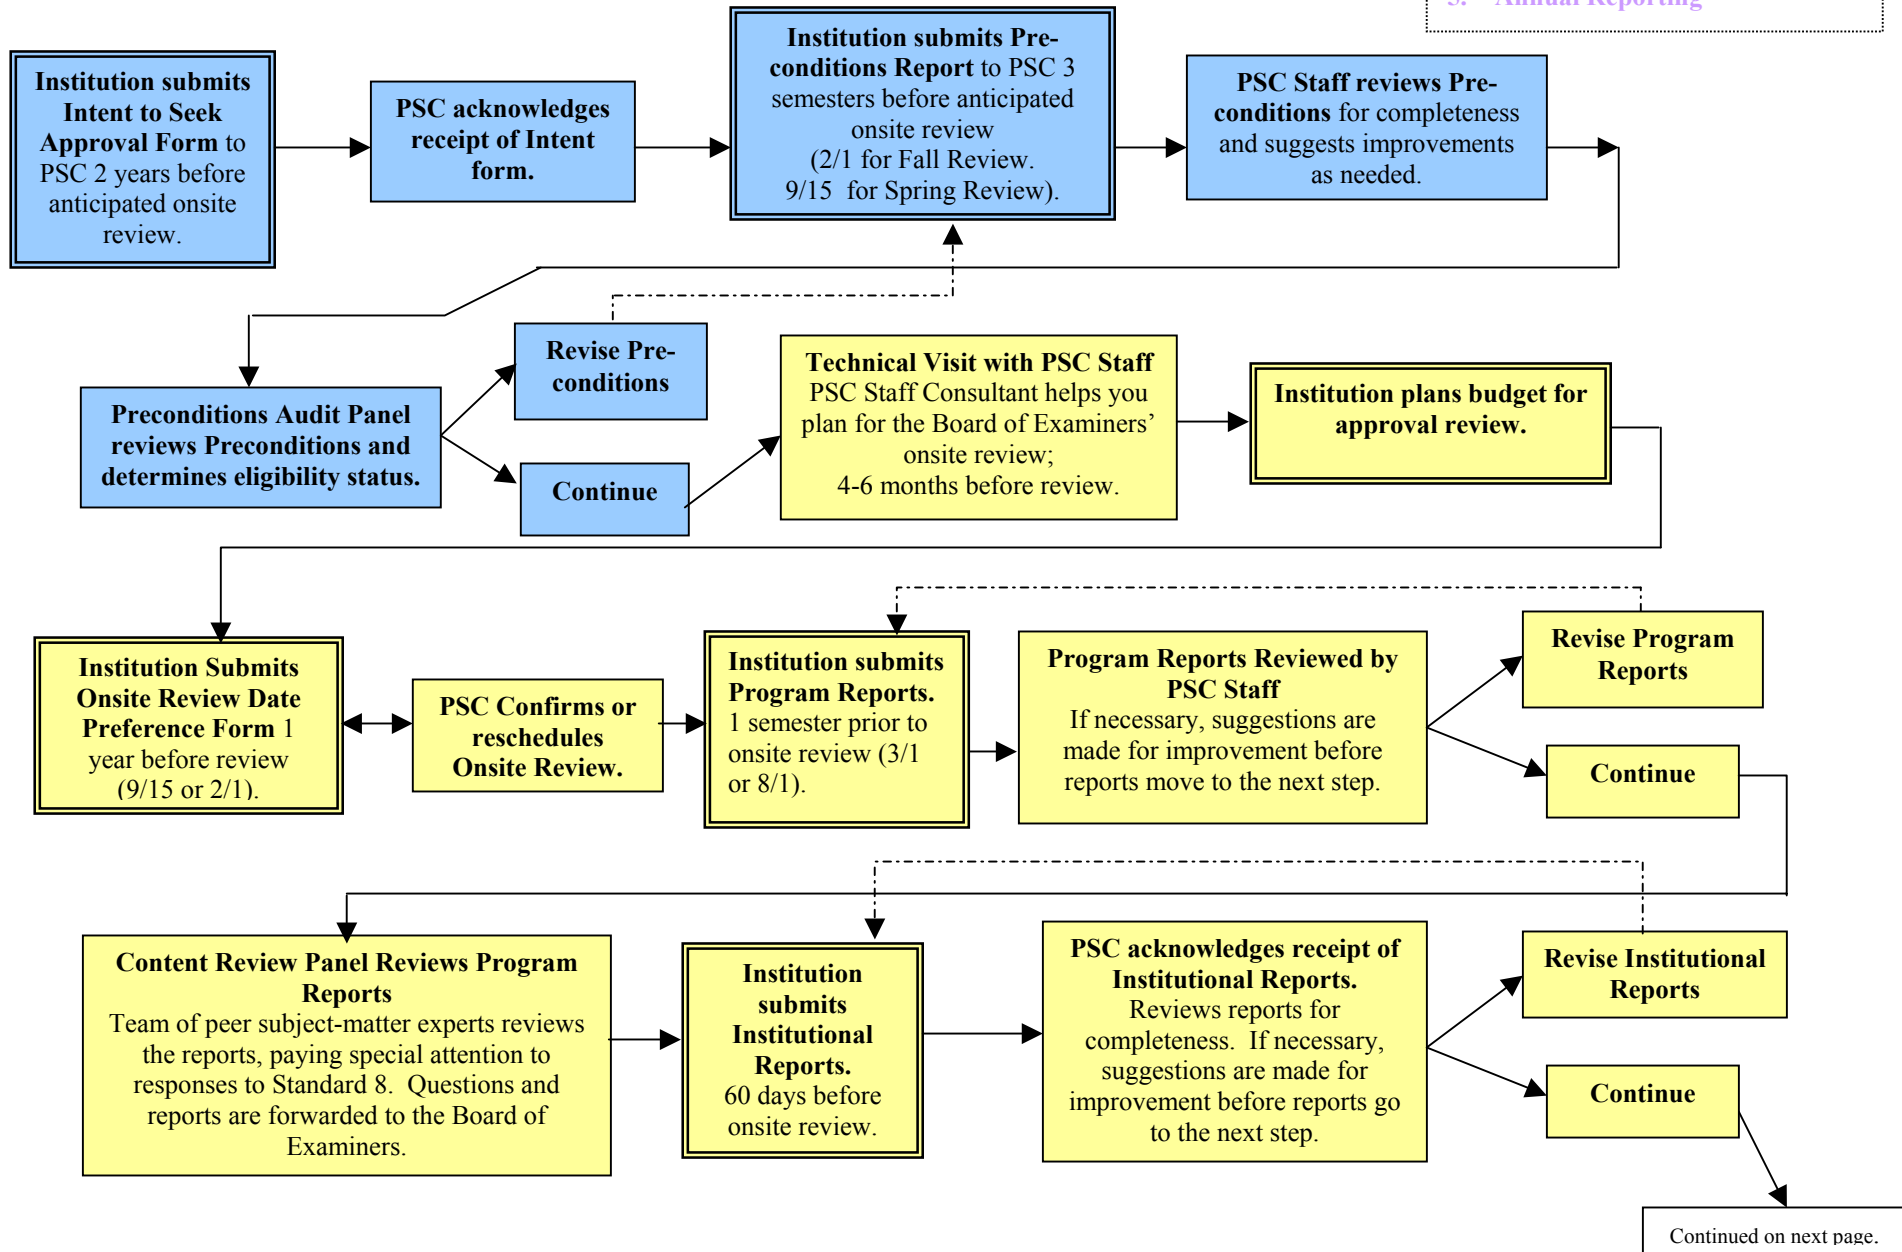 3. Annual Reporting
Institution submits
Intent to Seek
Approval Form to
PSC 2 years before
anticipated onsite
review.
PSC acknowledges
receipt of Intent
form.
Institution submits Pre-
conditions Report to PSC 3
semesters before anticipated
onsite review
(2/1 for Fall Review.
9/15 for Spring Review).
PSC Staff reviews Pre-
conditions for completeness
and suggests improvements
as needed.
Preconditions Audit Panel
reviews Preconditions and
determines eligibility status.
Revise Pre-
conditions
Continue
Technical Visit with PSC Staff
PSC Staff Consultant helps you
plan for the Board of Examiners’
onsite review;
4-6 months before review.
Institution plans budget for
approval review.
Institution Submits
Onsite Review Date
Preference Form 1
year before review
(9/15 or 2/1).
PSC Confirms or
reschedules
Onsite Review.
Institution submits
Program Reports.
1 semester prior to
onsite review (3/1
or 8/1).
Program Reports Reviewed by
PSC Staff
If necessary, suggestions are
made for improvement before
reports move to the next step.
Revise Program
Reports
Continue
Content Review Panel Reviews Program
Reports
Team of peer subject-matter experts reviews
the reports, paying special attention to
responses to Standard 8.  Questions and
reports are forwarded to the Board of
Examiners.
Institution
submits
Institutional
Reports.
60 days before
onsite review.
PSC acknowledges receipt of
Institutional Reports.
Reviews reports for
completeness.  If necessary,
suggestions are made for
improvement before reports go
to the next step.
Revise Institutional
Reports
Continue
Continued on next page.